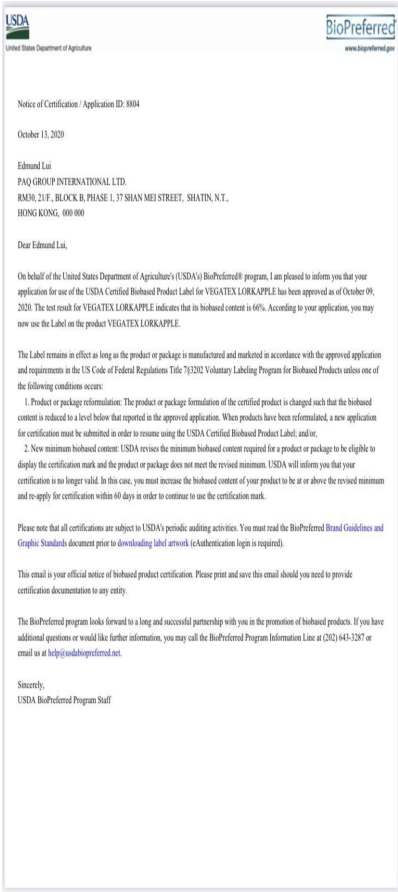 USDA
BioPreferred®
United States Department of Agriculture
www.biopreferred.gov
Notice of Certification / Application ID: 8804
October 13, 2020
Edmund Lui
PAQ GROUP INTERNATIONAL LTD.
RM30, 21/F., BLOCK B, PHASE 1, 37 SHAN MEI STREET, SHATIN, N.T.,
HONG KONG, 000 000
Dear Edmund Lui,
On behalf of the United States Department of Agriculture's (USDA's) BioPreferred® program, I am pleased to inform you that your
application for use of the USDA Certified Biobased Product Label for VEGATEX LORKAPPLE has been approved as of October 09,
2020. The test result for VEGATEX LORKAPPLE indicates that its biobased content is 66%. According to your application, you may
now use the Label on the product VEGATEX LORKAPPLE.
The Label remains in effect as long as the product or package is manufactured and marketed in accordance with the approved application
and requirements in the US Code of Federal Regulations Title 7§3202 Voluntary Labeling Program for Biobased Products unless one of
the following conditions occurs:
1. Product or package reformulation: The product or package formulation of the certified product is changed such that the biobased
content is reduced to a level below that reported in the approved application. When products have been reformulated, a new application
for certification must be submitted in order to resume using the USDA Certified Biobased Product Label; and/or,
2. New minimum biobased content: USDA revises the minimum biobased content required for a product or package to be eligible to
display the certification mark and the product or package does not meet the revised minimum. USDA will inform you that your
certification is no longer valid. In this case, you must increase the biobased content of your product to be at or above the revised minimum
and re-apply for certification within 60 days in order to continue to use the certification mark.
Please note that all certifications are subject to USDA's periodic auditing activities. You must read the BioPreferred Brand Guidelines and
Graphic Standards document prior to downloading label artwork (eAuthentication login is required).
This email is your official notice of biobased product certification. Please print and save this email should you need to provide
certification documentation to any entity.
The BioPreferred program looks forward to a long and successful partnership with you in the promotion of biobased products. If you have
additional questions or would like further information, you may call the BioPreferred Program Information Line at (202) 643-3287 or
email us at help@usdabiopreferred.net.
Sincerely,
USDA BioPreferred Program Staff